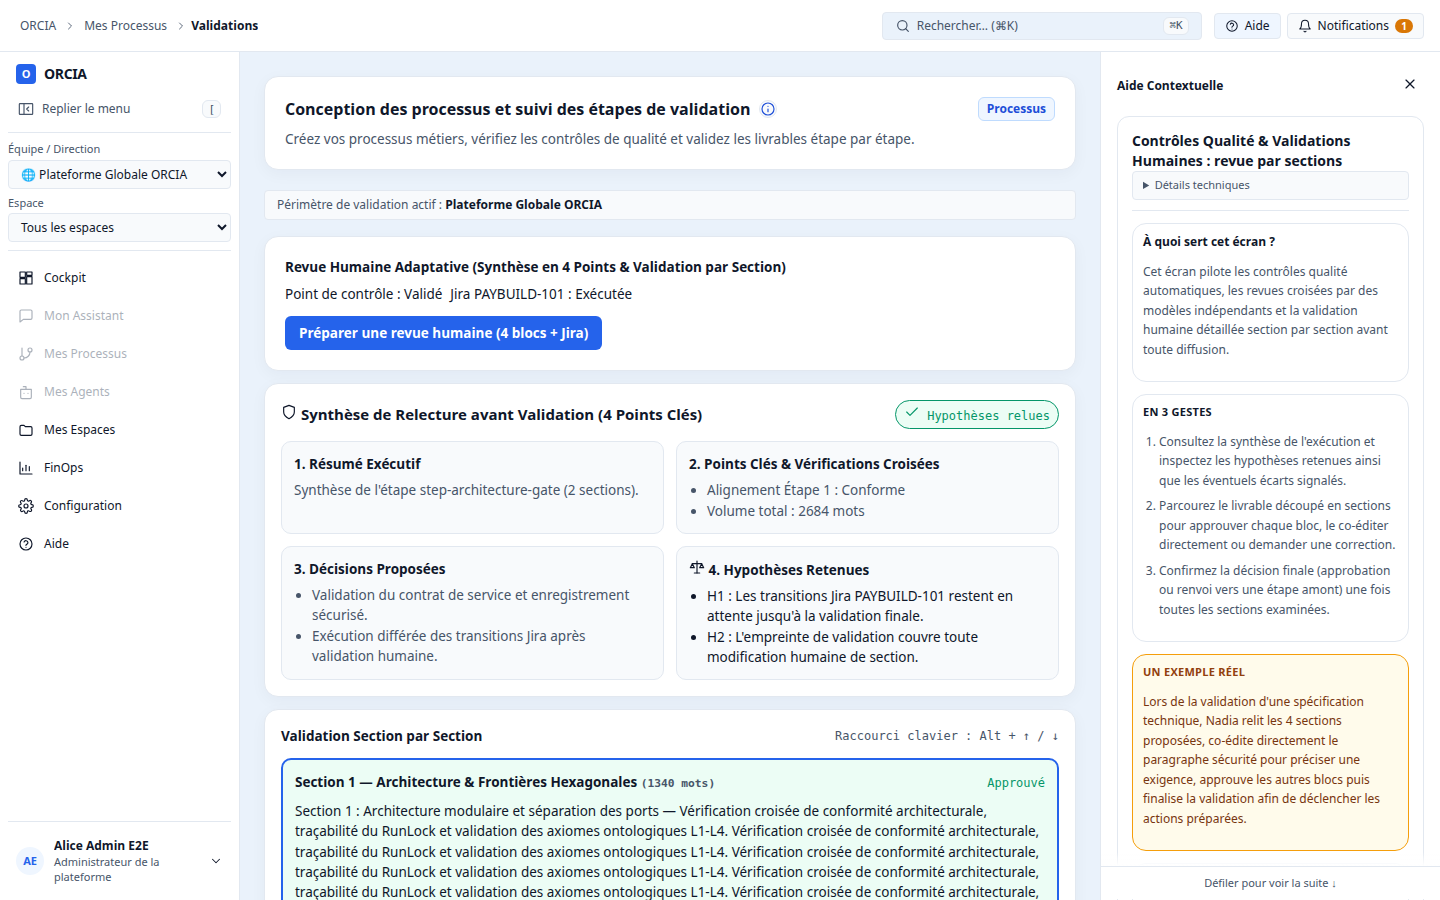 ORCIA
Mes Processus
Validations
Rechercher... (⌘K)
⌘K
Aide
Notifications 1
O ORCIA
Replier le menu [
Équipe / Direction
🌐 Plateforme Globale ORCIA
Espace
Tous les espaces
Cockpit
Mon Assistant
Mes Processus
Mes Agents
Mes Espaces
FinOps
Configuration
Aide
AE
Alice Admin E2E
Administrateur de la
plateforme
Conception des processus et suivi des étapes de validation
Processus
Créez vos processus métiers, vérifiez les contrôles de qualité et validez les livrables étape par étape.
Périmètre de validation actif : Plateforme Globale ORCIA
Revue Humaine Adaptative (Synthèse en 4 Points & Validation par Section)
Point de contrôle : Validé Jira PAYBUILD-101 : Exécutée
Préparer une revue humaine (4 blocs + Jira)
Synthèse de Relecture avant Validation (4 Points Clés)
Hypothèses relues
1. Résumé Exécutif
Synthèse de l'étape step-architecture-gate (2 sections).
2. Points Clés & Vérifications Croisées
• Alignement Étape 1 : Conforme
• Volume total : 2684 mots
3. Décisions Proposées
• Validation du contrat de service et enregistrement
sécurisé.
• Exécution différée des transitions Jira après
validation humaine.
4. Hypothèses Retenues
• H1 : Les transitions Jira PAYBUILD-101 restent en
attente jusqu'à la validation finale.
• H2 : L'empreinte de validation couvre toute
modification humaine de section.
Validation Section par Section
Raccourci clavier : Alt + ↑ / ↓
Section 1 — Architecture & Frontières Hexagonales (1340 mots)
Approuvé
Section 1 : Architecture modulaire et séparation des ports — Vérification croisée de conformité architecturale,
traçabilité du RunLock et validation des axiomes ontologiques L1-L4. Vérification croisée de conformité architecturale,
traçabilité du RunLock et validation des axiomes ontologiques L1-L4. Vérification croisée de conformité architecturale,
traçabilité du RunLock et validation des axiomes ontologiques L1-L4. Vérification croisée de conformité architecturale,
traçabilité du RunLock et validation des axiomes ontologiques L1-L4. Vérification croisée de conformité architecturale,
Aide Contextuelle
Contrôles Qualité & Validations
Humaines : revue par sections
▶ Détails techniques
À quoi sert cet écran ?
Cet écran pilote les contrôles qualité
automatiques, les revues croisées par des
modèles indépendants et la validation
humaine détaillée section par section avant
toute diffusion.
EN 3 GESTES
1. Consultez la synthèse de l'exécution et
inspectez les hypothèses retenues ainsi
que les éventuels écarts signalés.
2. Parcourez le livrable découpé en sections
pour approuver chaque bloc, le co-éditer
directement ou demander une correction.
3. Confirmez la décision finale (approbation
ou renvoi vers une étape amont) une fois
toutes les sections examinées.
UN EXEMPLE RÉEL
Lors de la validation d'une spécification
technique, Nadia relit les 4 sections
proposées, co-édite directement le
paragraphe sécurité pour préciser une
exigence, approuve les autres blocs puis
finalise la validation afin de déclencher les
actions préparées.
Défiler pour voir la suite ↓